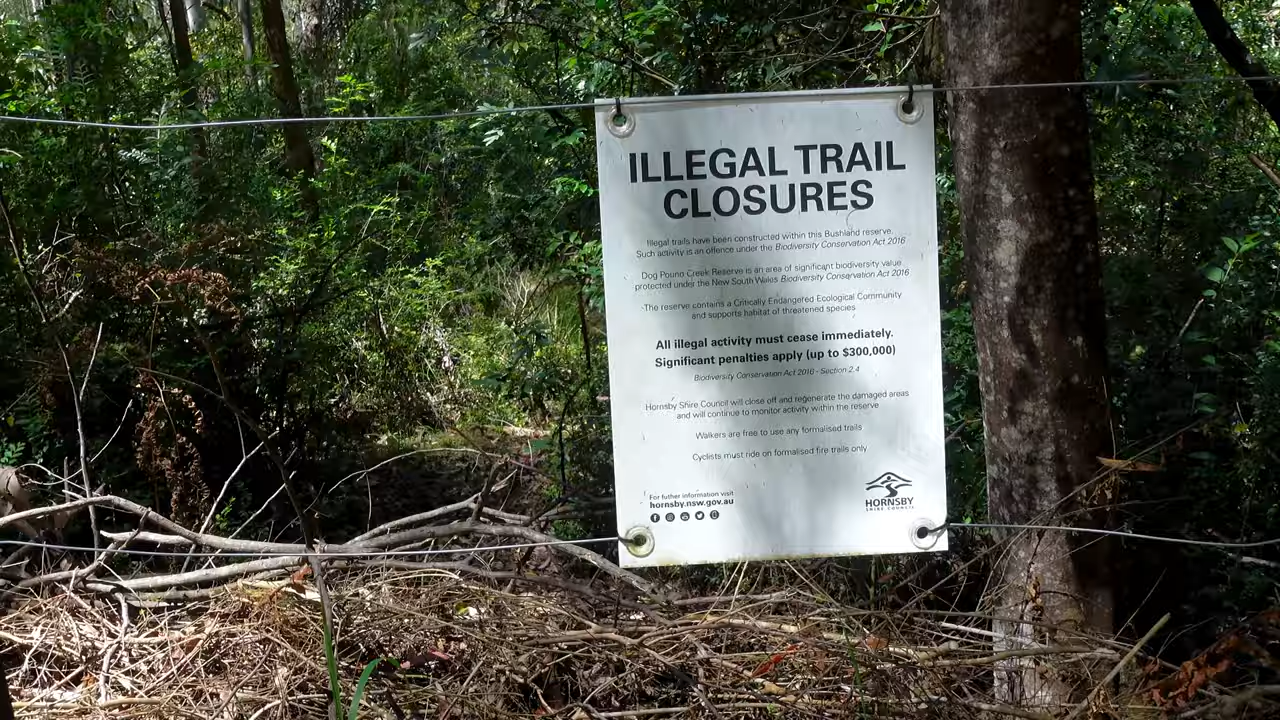 ILLEGAL TRAIL
CLOSURES
Illegal trails have been constructed within this Bushland reserve.
Such activity is an offence under the Biodiversity Conservation Act 2016
Dog Pound Creek Reserve is an area of significant biodiversity value
protected under the New South Wales Biodiversity Conservation Act 2016
The reserve contains a Critically Endangered Ecological Community
and supports habitat of threatened species
All illegal activity must cease immediately.
Significant penalties apply (up to $300,000)
Biodiversity Conservation Act 2016 - Section 2.4
Hornsby Shire Council will close off and regenerate the damaged areas
and will continue to monitor activity within the reserve
Walkers are free to use any formalised trails
Cyclists must ride on formalised fire trails only
For futher information visit
hornsby.nsw.gov.au
HORNSBY
SHIRE COUNCIL